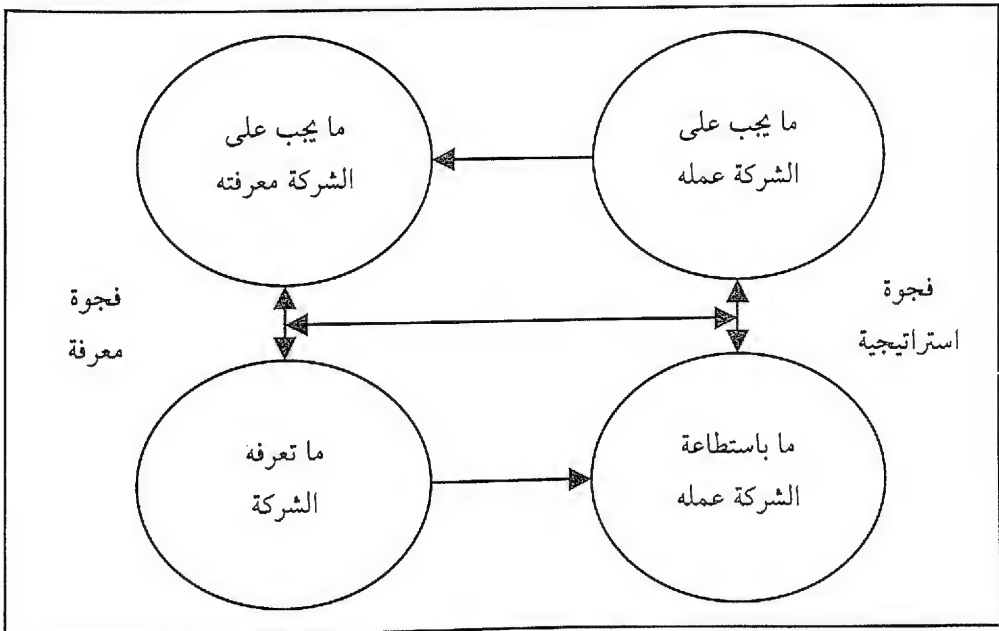 ما يجب على
الشركة عمله
ما يجب على
الشركة معرفته
فجوة
استراتيجية
فجوة
معرفة
ما باستطاعة
الشركة عمله
ما تعرفه
الشركة